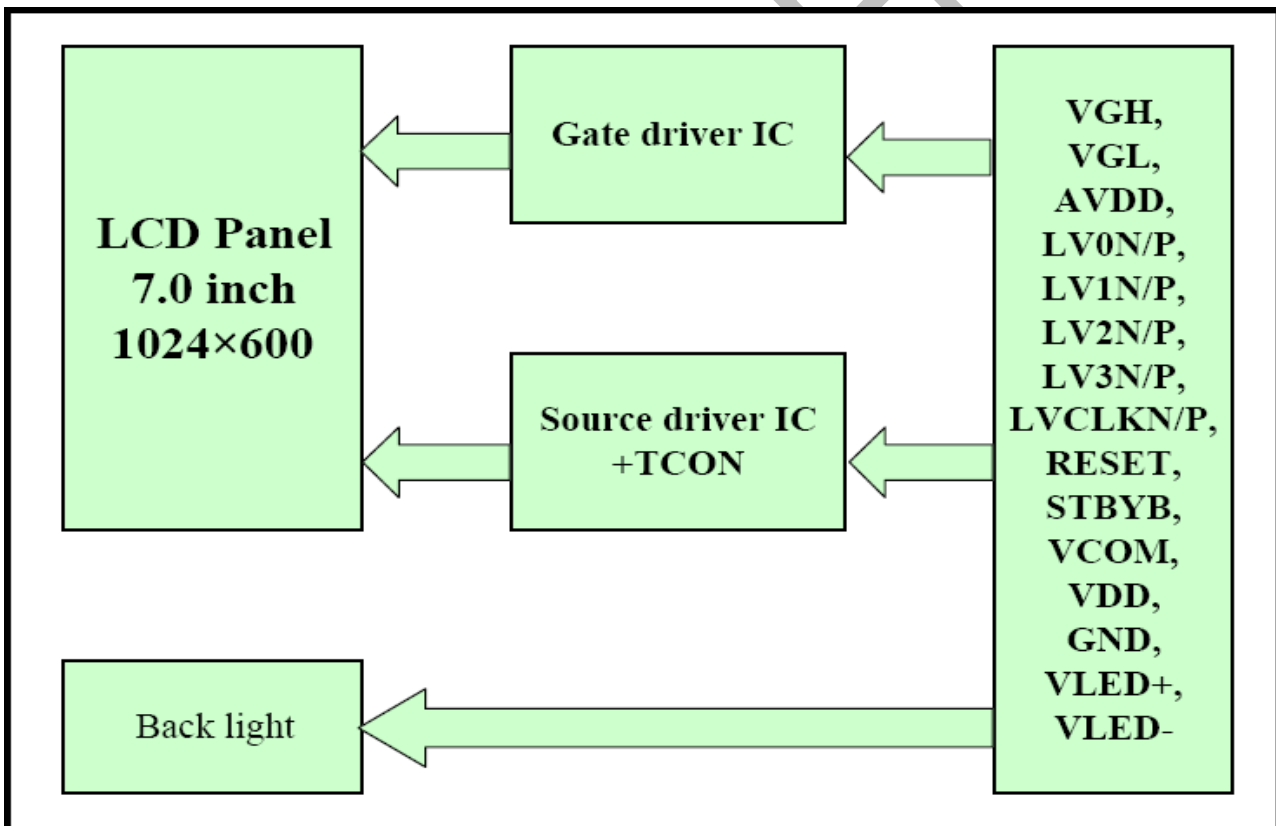 LCD Panel
7.0 inch
1024×600
Gate driver IC
Source driver IC
+TCON
Back light
VGH,
VGL,
AVDD,
LV0N/P,
LV1N/P,
LV2N/P,
LV3N/P,
LVCLKN/P,
RESET,
STBYB,
VCOM,
VDD,
GND,
VLED+,
VLED-